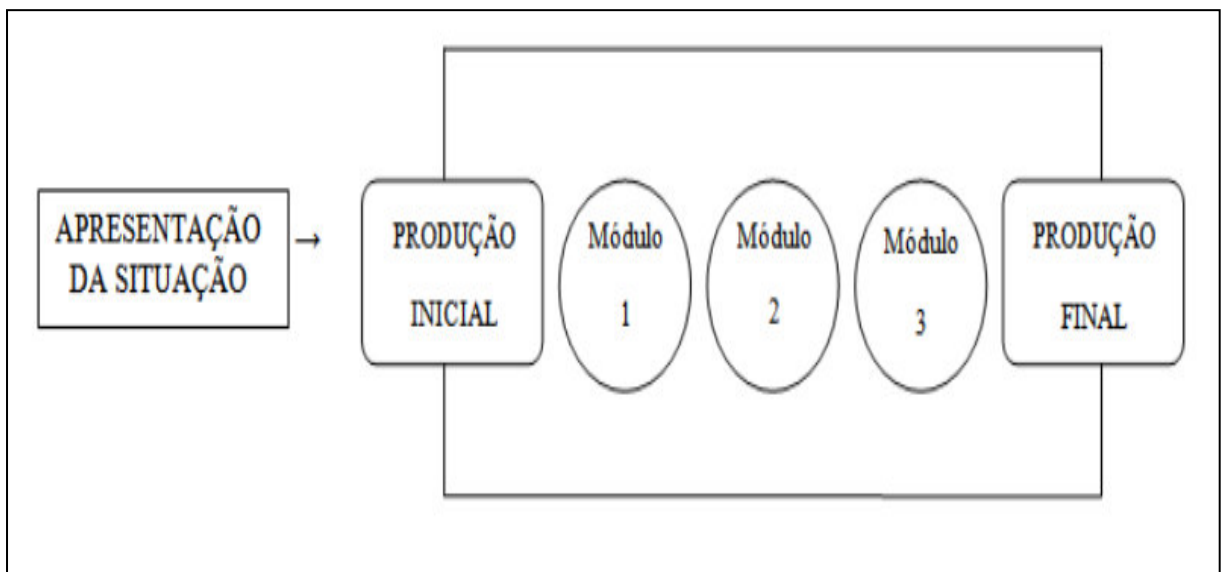 APRESENTAÇÃO
DA SITUAÇÃO
→
PRODUÇÃO
INICIAL
Módulo
1
Módulo
2
Módulo
3
PRODUÇÃO
FINAL